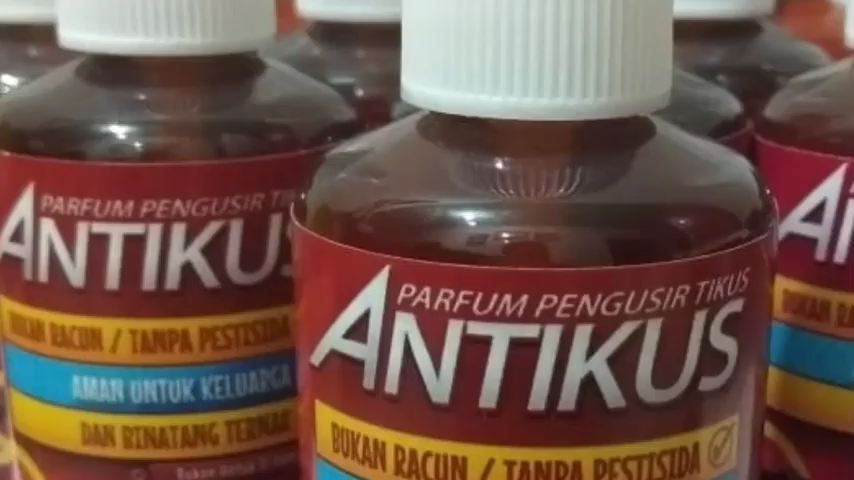 PARFUM PENGUSIR TIKUS
ANTIKUS
BUKAN RACUN / TANPA PESTISIDA
PARFUM PENGUSIR
ANTIKUS
BUKAN RACUN / TANPA PESTISIDA
AMAN UNTUK KELUARGA
DAN BINATANG TERNAK
BUKAN